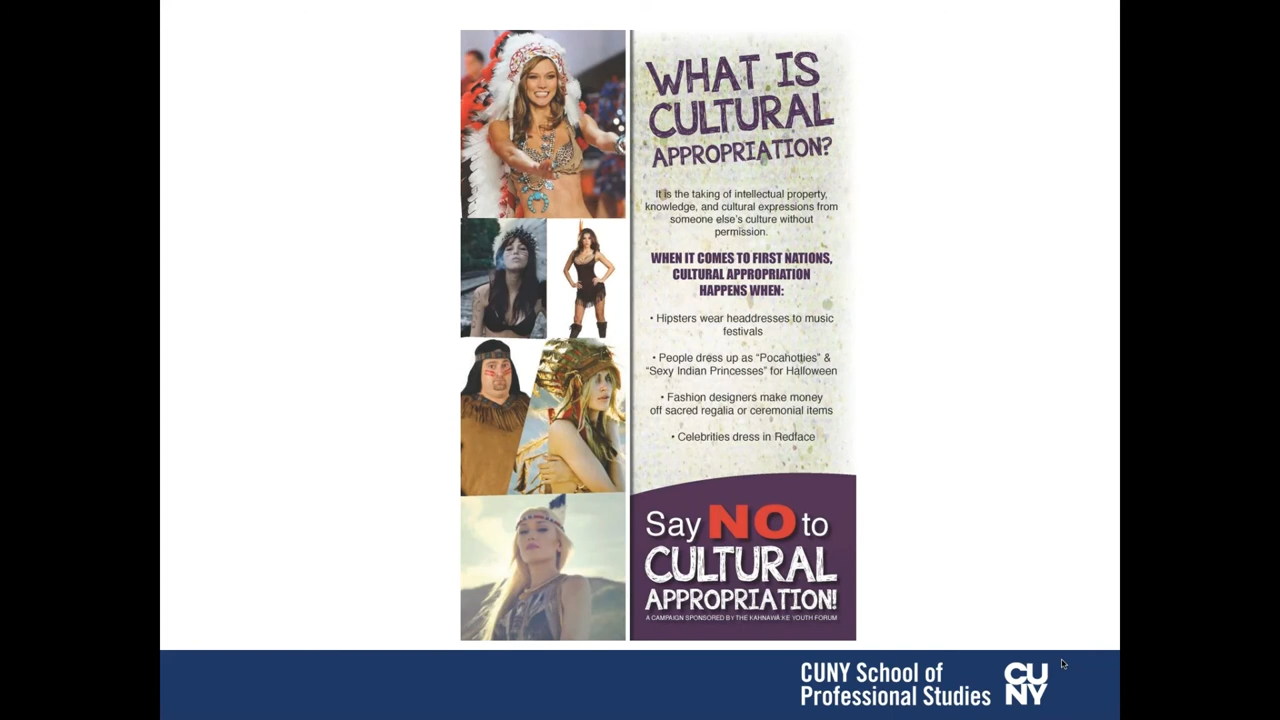 WHAT IS
CULTURAL
APPROPRIATION?
It is the taking of intellectual property,
knowledge, and cultural expressions from
someone else's culture without
permission.
WHEN IT COMES TO FIRST NATIONS,
CULTURAL APPROPRIATION
HAPPENS WHEN:
• Hipsters wear headdresses to music
festivals
• People dress up as "Pocahotties" &
"Sexy Indian Princesses" for Halloween
• Fashion designers make money
off sacred regalia or ceremonial items
• Celebrities dress in Redface
Say NO to
CULTURAL
APPROPRIATION!
A CAMPAIGN SPONSORED BY THE KAHNAWÀ:KE YOUTH FORUM
CUNY School of
Professional Studies
CU
NY